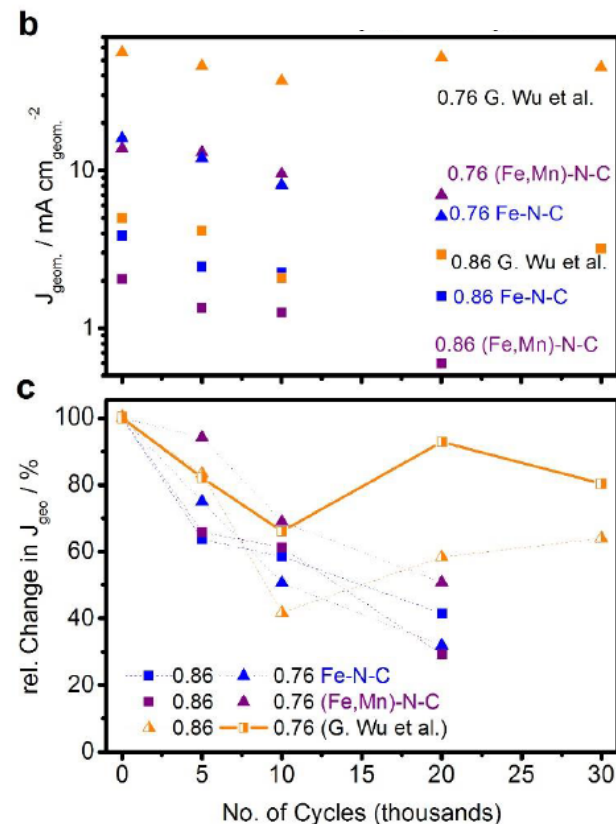 b
J geom. / mA cm geom. -2
10
1
0.76 G. Wu et al.
0.76 (Fe,Mn)-N-C
0.76 Fe-N-C
0.86 G. Wu et al.
0.86 Fe-N-C
0.86 (Fe,Mn)-N-C
c
rel. Change in J geo / %
100
80
60
40
20
0
0.86 0.76 Fe-N-C
0.86 0.76 (Fe,Mn)-N-C
0.86 0.76 (G. Wu et al.)
0 5 10 15 20 25 30
No. of Cycles (thousands)